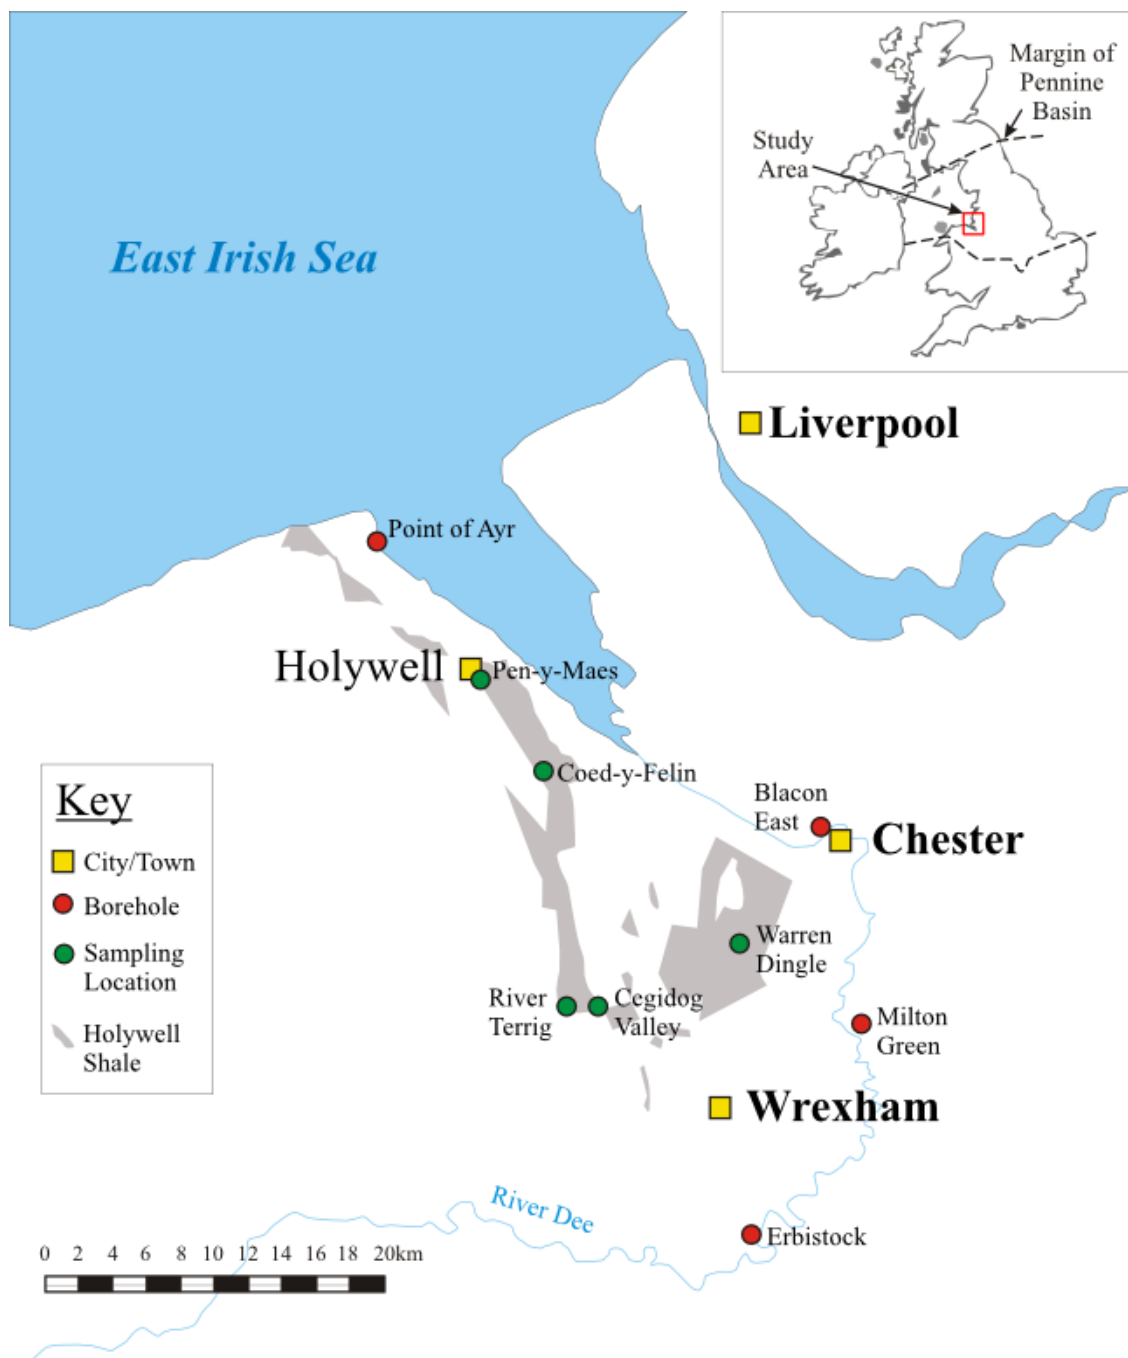 Margin of
Pennine
Basin
Study
Area
East Irish Sea
Liverpool
Point of Ayr
Holywell
Pen-y-Maes
Coed-y-Felin
Blacon
East
Chester
Key
City/Town
Borehole
Sampling
Location
Holywell
Shale
Warren
Dingle
River
Terrig
Cegidog
Valley
Milton
Green
Wrexham
River Dee
Erbistock
0 2 4 6 8 10 12 14 16 18 20km